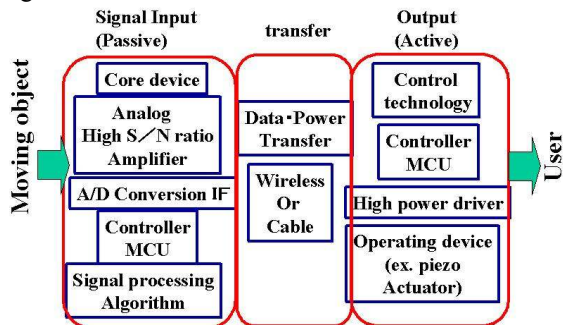 Signal Input
(Passive)
transfer
Output
(Active)
Moving object
Core device
Analog
High S／N ratio
Amplifier
A/D Conversion IF
Controller
MCU
Signal processing
Algorithm
Data・Power
Transfer
Wireless
Or
Cable
Control
technology
Controller
MCU
High power driver
Operating device
(ex. piezo
Actuator)
User